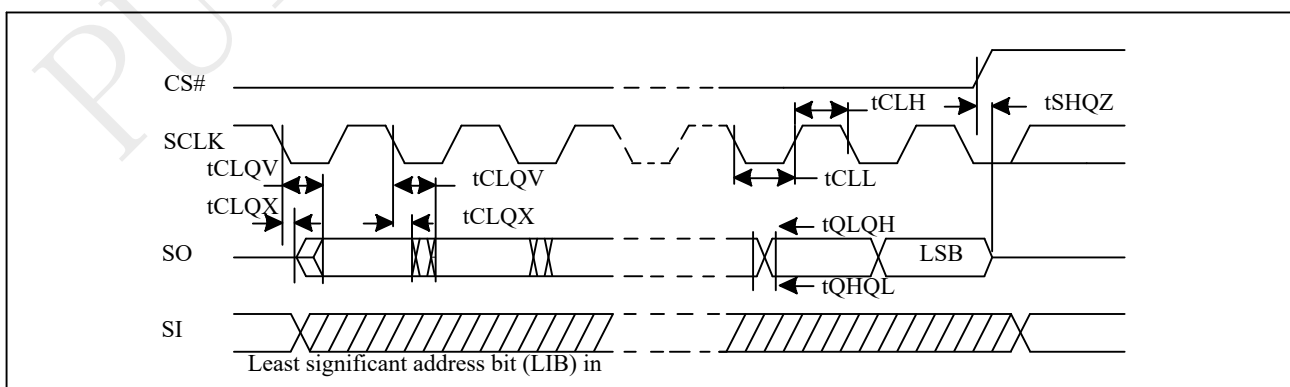 PU
CS#
tCLH
tSHQZ
SCLK
tCLQV
tCLQV
tCLL
tCLQX
tCLQX
tQLQH
SO
LSB
tQHQL
SI
Least significant address bit (LIB) in